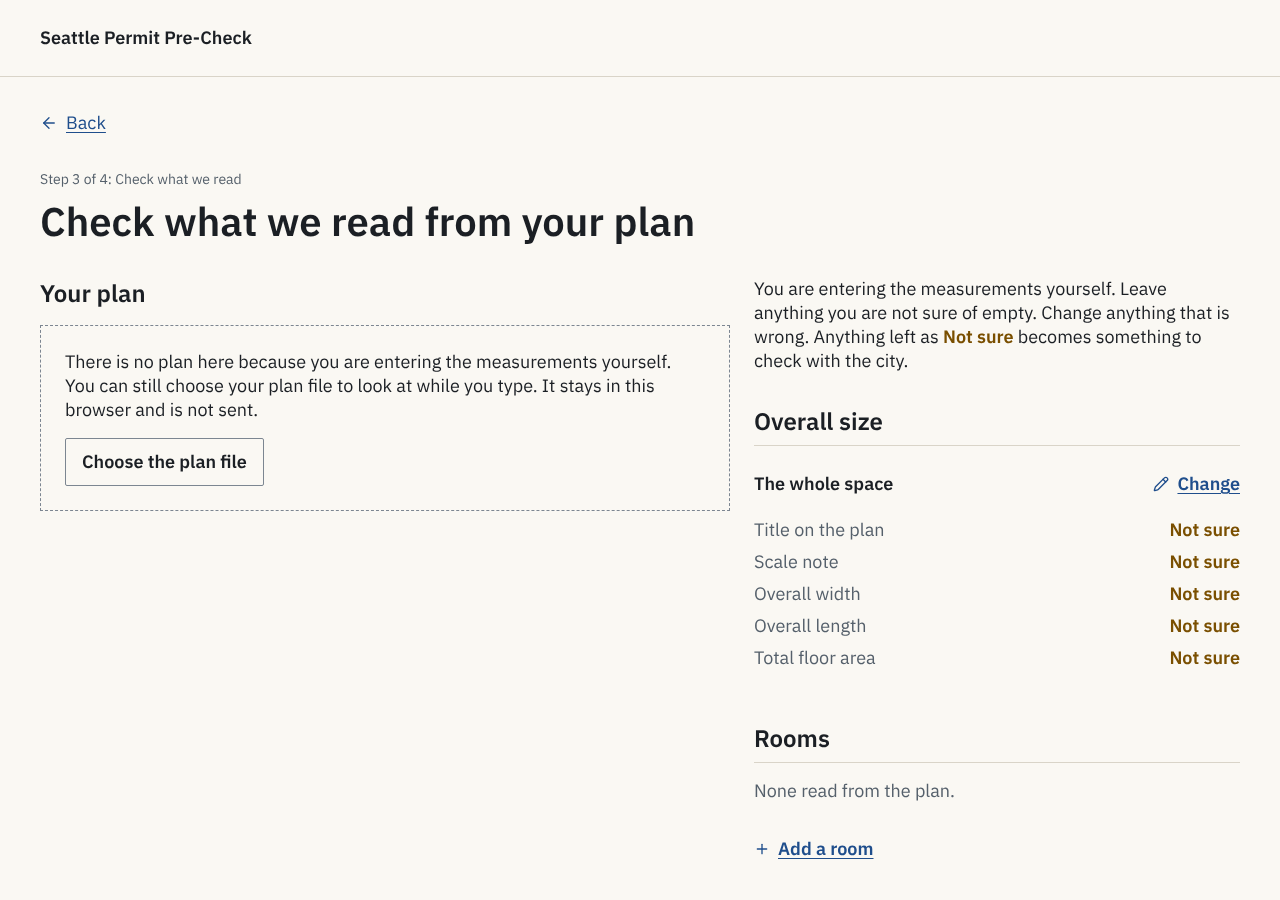 Seattle Permit Pre-Check
Back
Step 3 of 4: Check what we read
Check what we read from your plan
Your plan
There is no plan here because you are entering the measurements yourself.
You can still choose your plan file to look at while you type. It stays in this
browser and is not sent.
Choose the plan file
You are entering the measurements yourself. Leave
anything you are not sure of empty. Change anything that is
wrong. Anything left as Not sure becomes something to
check with the city.
Overall size
The whole space Change
Title on the plan Not sure
Scale note Not sure
Overall width Not sure
Overall length Not sure
Total floor area Not sure
Rooms
None read from the plan.
+ Add a room